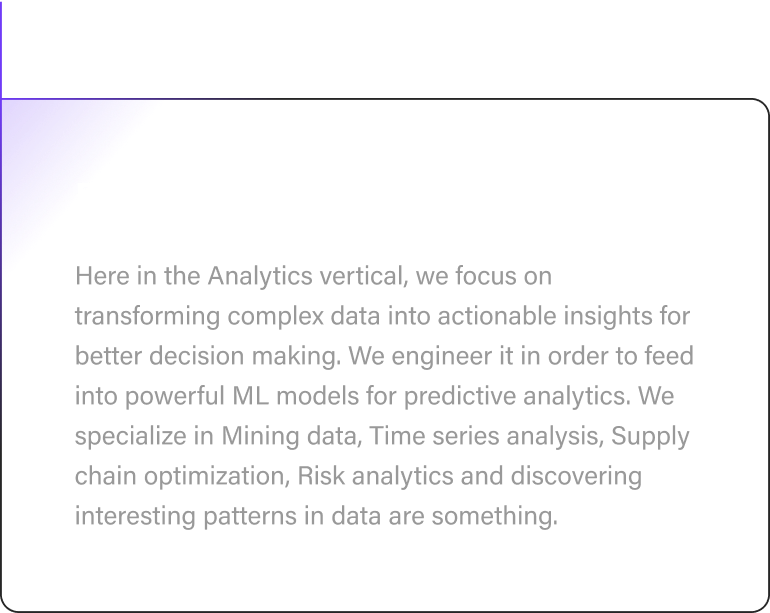 Here in the Analytics vertical, we focus on
transforming complex data into actionable insights for
better decision making. We engineer it in order to feed
into powerful ML models for predictive analytics. We
specialize in Mining data, Time series analysis, Supply
chain optimization, Risk analytics and discovering
interesting patterns in data are something.